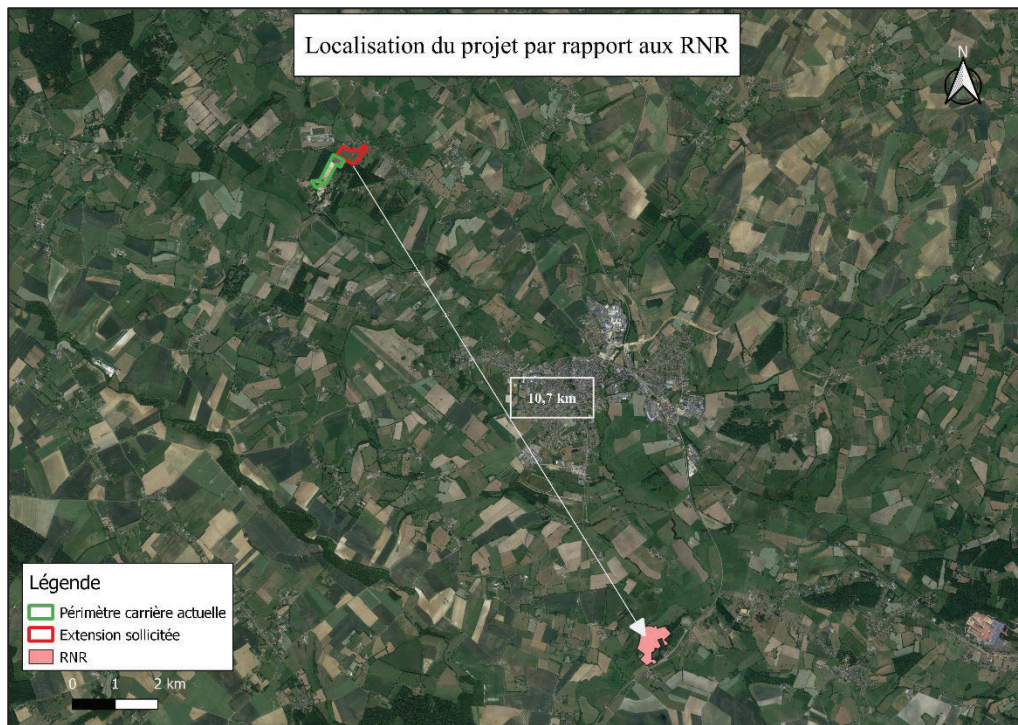 Localisation du projet par rapport aux RNR
N
10,7 km
Légende
Périmètre carrière actuelle
Extension sollicitée
RNR
0 1 2 km